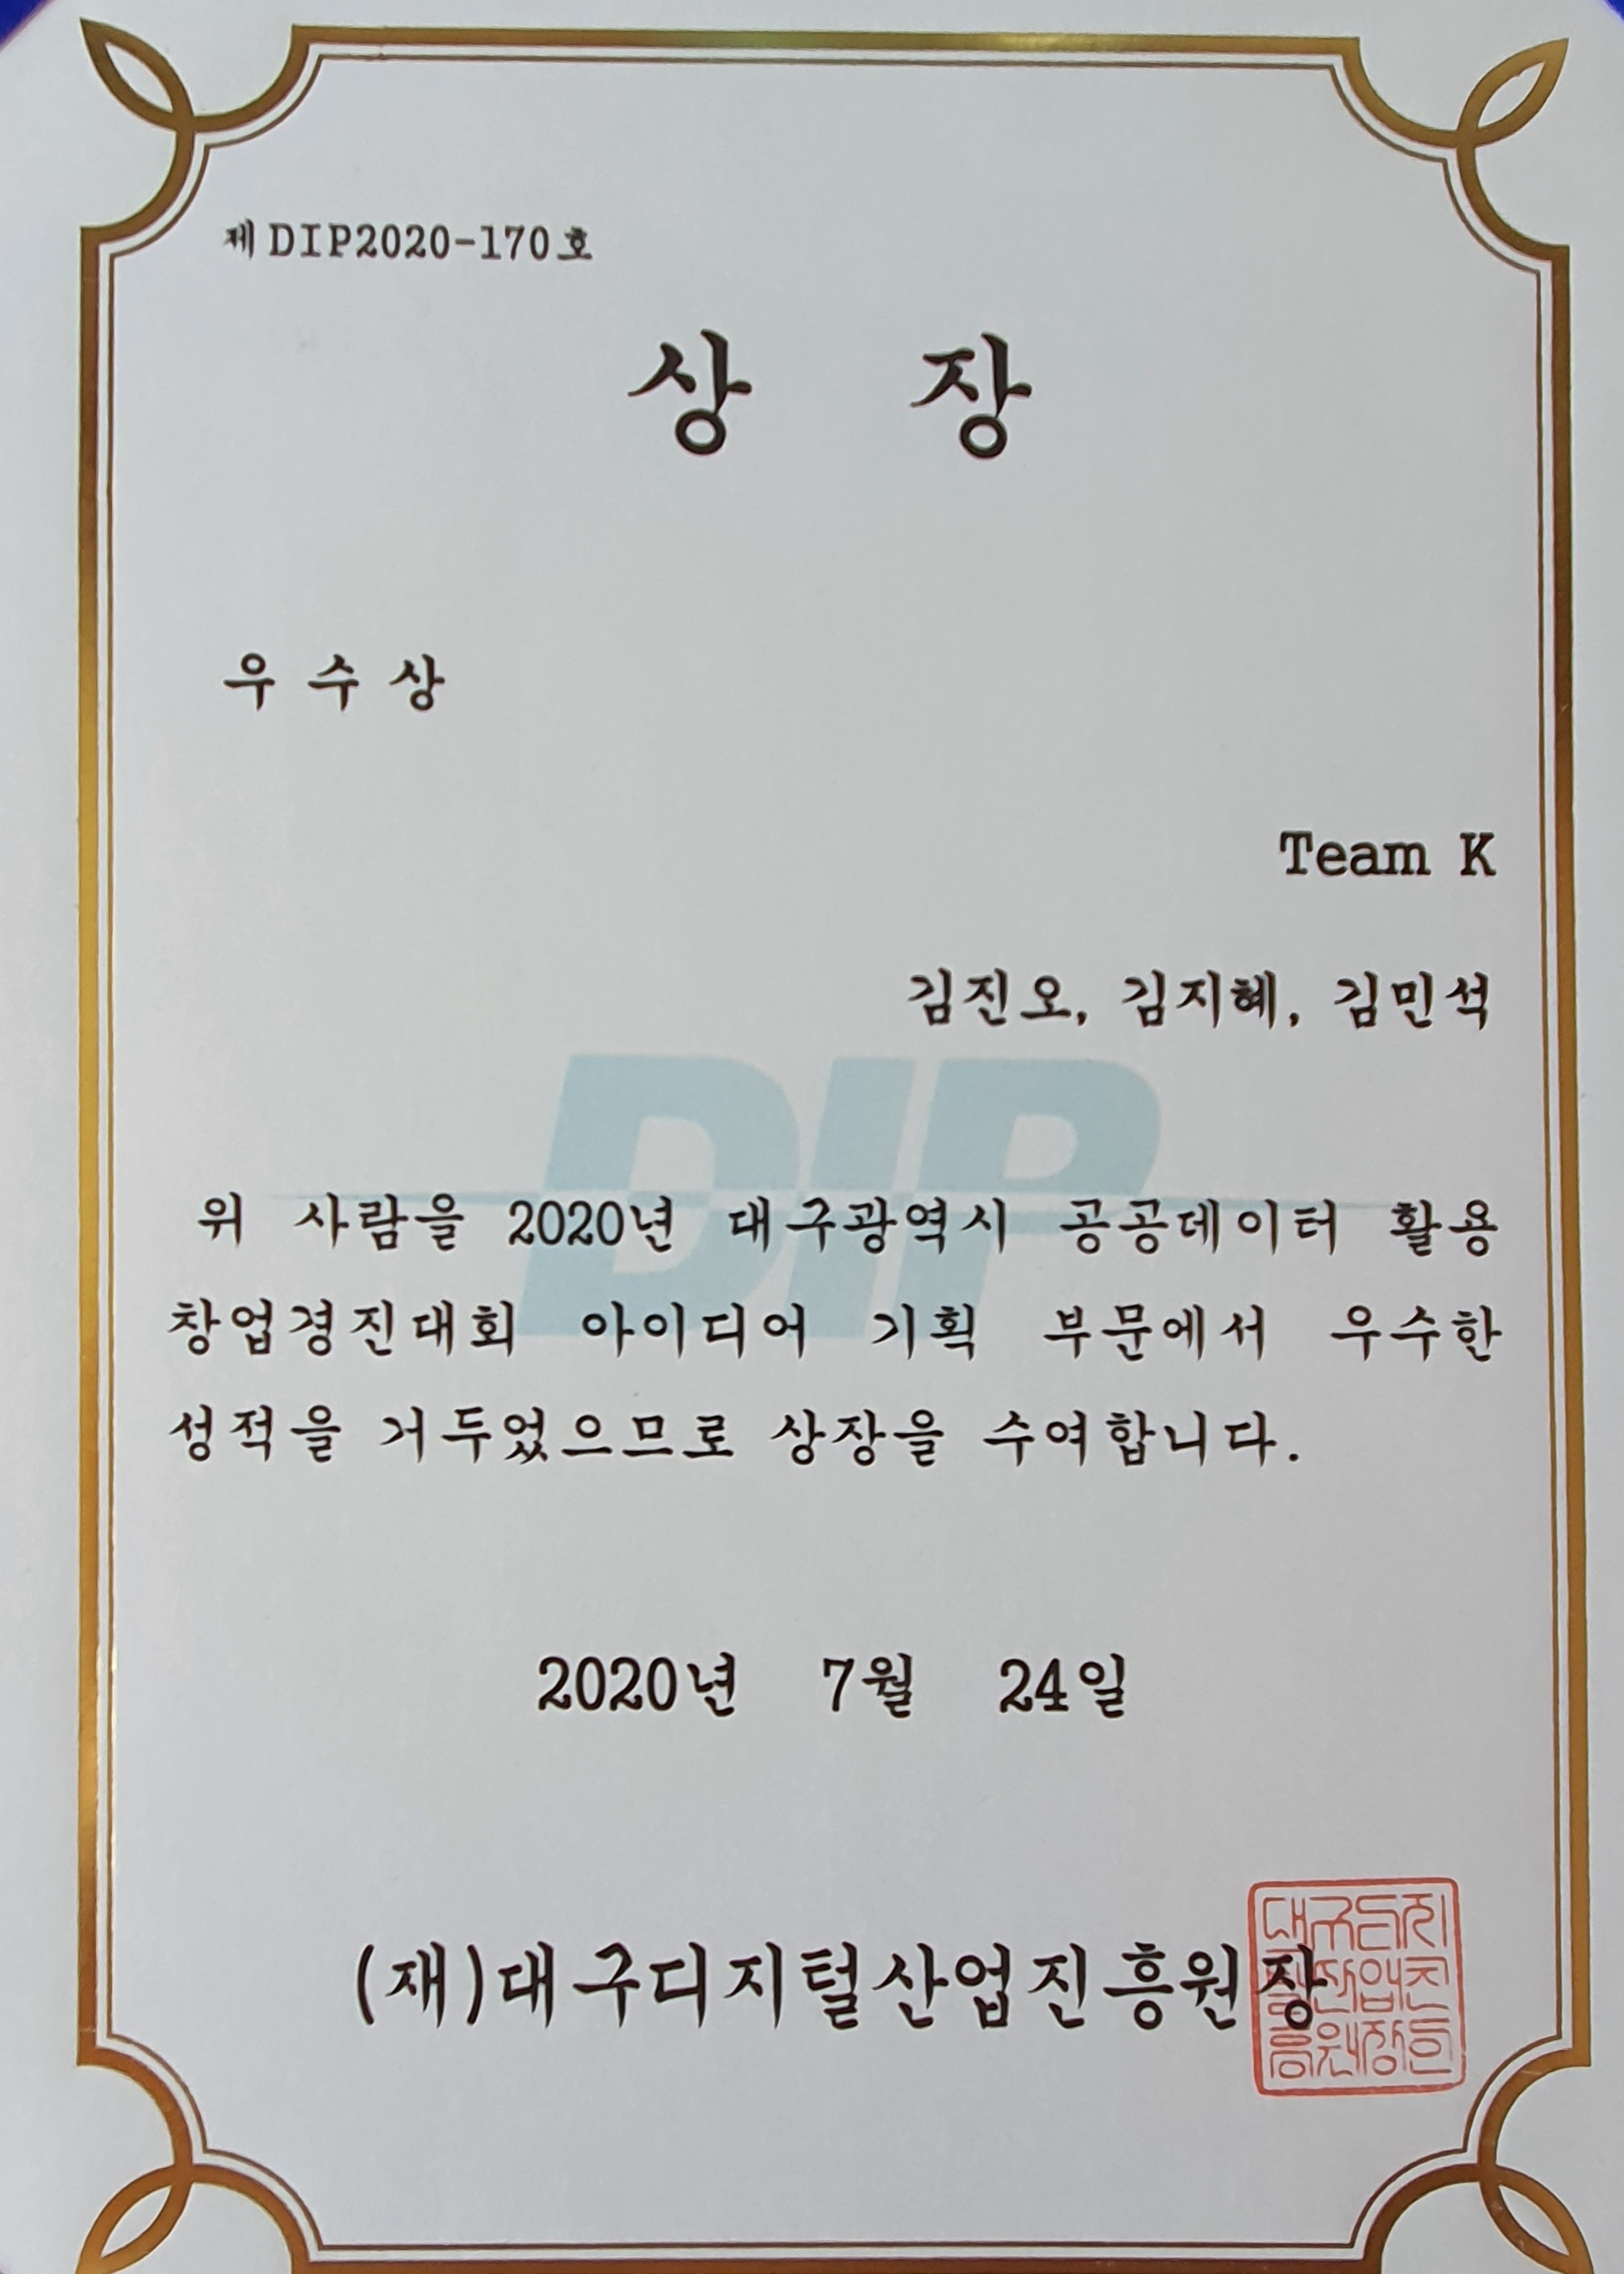 제 DIP2020-170호
상 장
우 수 상
Team K
김진오, 김지혜, 김민석
DIP
위 사람을 2020년 대구광역시 공공데이터 활용
창업경진대회 아이디어 기획 부문에서 우수한
성적을 거두었으므로 상장을 수여합니다.
2020년 7월 24일
(재)대구디지털산업진흥원장
대구디지
털산업진
흥원장인